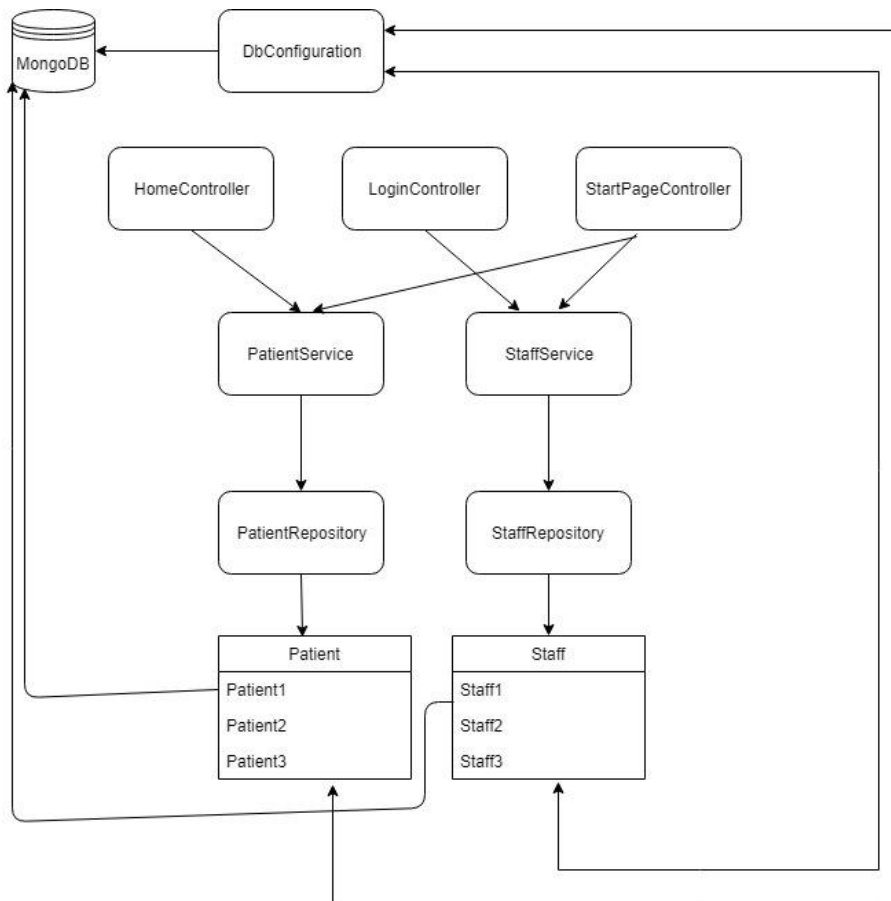 MongoDB
DbConfiguration
HomeController
LoginController
StartPageController
PatientService
StaffService
PatientRepository
StaffRepository
Patient
Patient1
Patient2
Patient3
Staff
Staff1
Staff2
Staff3